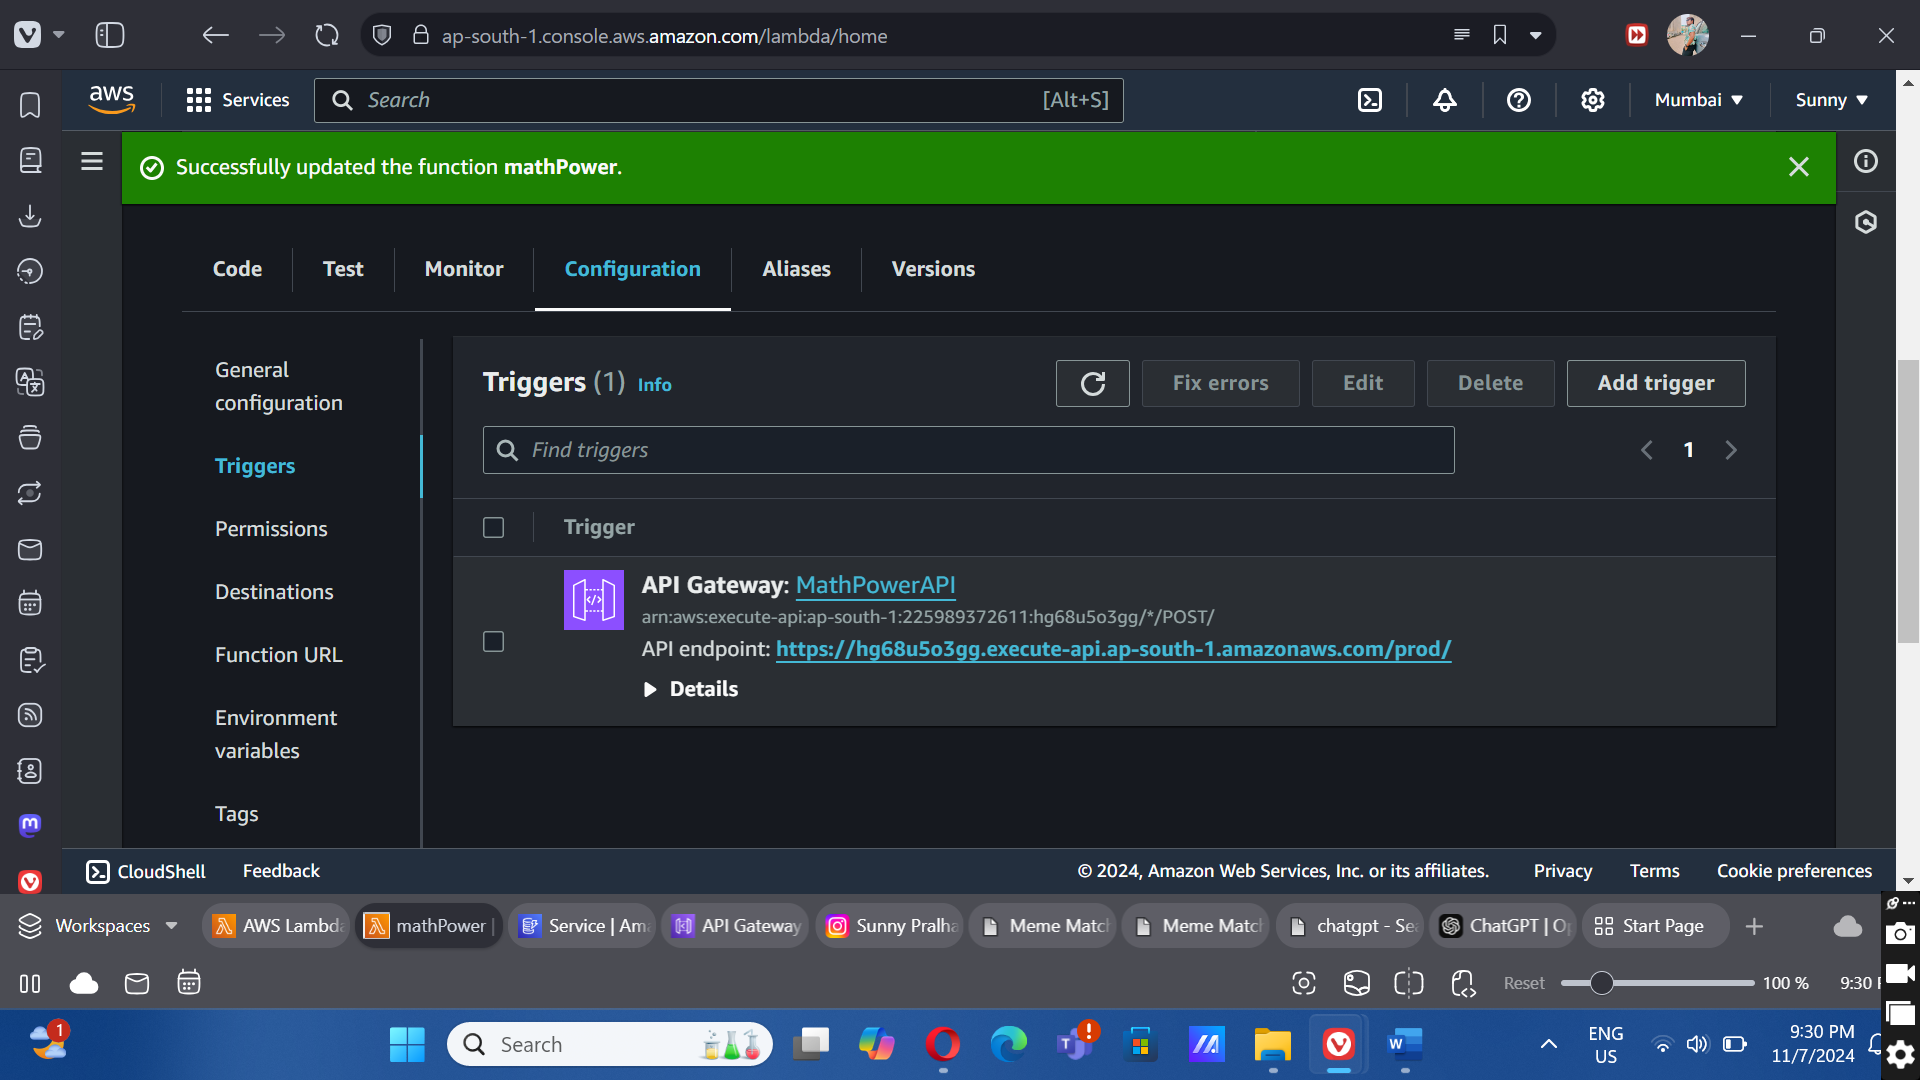 ap-south-1.console.aws.amazon.com/lambda/home
aws
Services
Search
[Alt+S]
Mumbai ▼
Sunny ▼
Successfully updated the function mathPower.
Code
Test
Monitor
Configuration
Aliases
Versions
General
configuration
Triggers
Permissions
Destinations
Function URL
Environment
variables
Tags
Triggers (1) Info
Fix errors
Edit
Delete
Add trigger
Find triggers
1
Trigger
API Gateway: MathPowerAPI
arn:aws:execute-api:ap-south-1:225989372611:hg68u5o3gg/*/POST/
API endpoint: https://hg68u5o3gg.execute-api.ap-south-1.amazonaws.com/prod/
Details
CloudShell
Feedback
© 2024, Amazon Web Services, Inc. or its affiliates.
Privacy
Terms
Cookie preferences
Workspaces
AWS Lambda
mathPower |
Service | Ama
API Gateway
Sunny Pralha
Meme Match
Meme Match
chatgpt - Sea
ChatGPT | Op
Start Page
Reset
100 %
9:30 P
1
Search
ENG
US
9:30 PM
11/7/2024